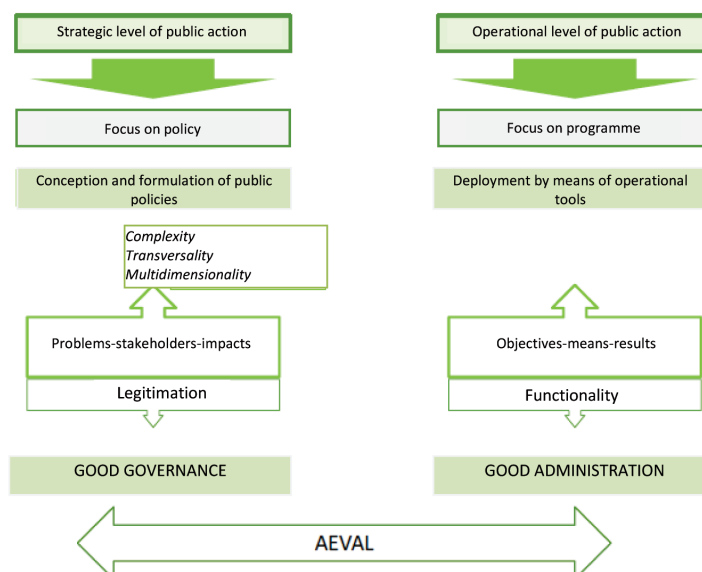 Strategic level of public action
Operational level of public action
Focus on policy
Focus on programme
Conception and formulation of public
policies
Deployment by means of operational
tools
Complexity
Transversality
Multidimensionality
Problems-stakeholders-impacts
Objectives-means-results
Legitimation
Functionality
GOOD GOVERNANCE
GOOD ADMINISTRATION
AEVAL